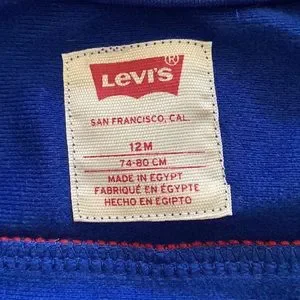 Levi's®
SAN FRANCISCO, CAL.
12M
74-80 CM
MADE IN EGYPT
FABRIQUÉ EN ÉGYPTE
HECHO EN EGIPTO